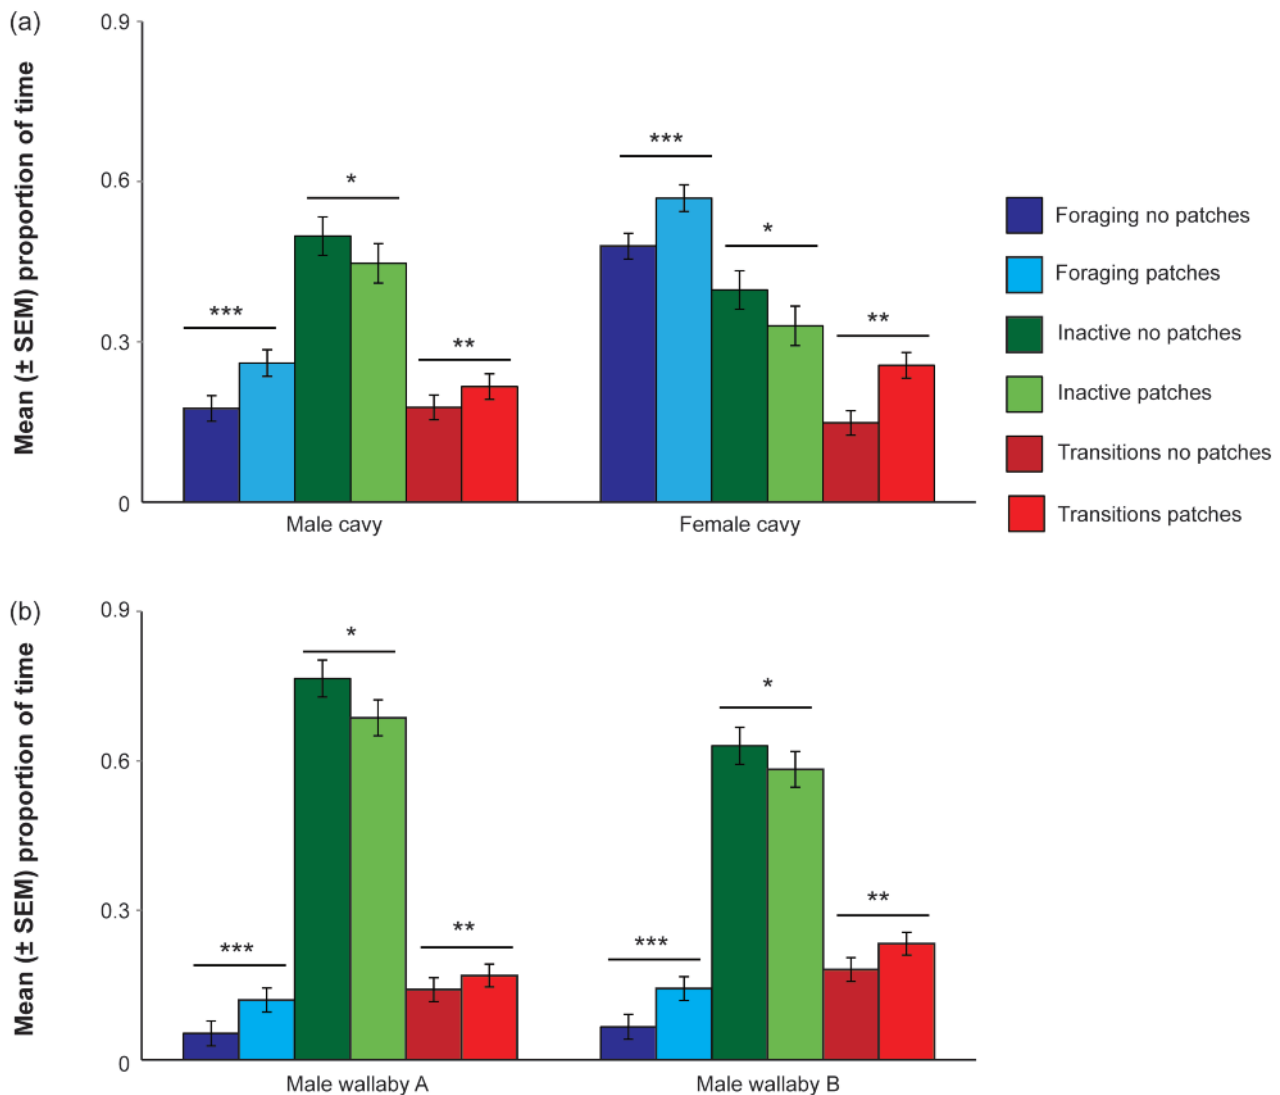 (a)
Mean (± SEM) proportion of time
0.9
0.6
0.3
0
***
*
**
***
*
**
Male cavy
Female cavy
Foraging no patches
Foraging patches
Inactive no patches
Inactive patches
Transitions no patches
Transitions patches
(b)
Mean (± SEM) proportion of time
0.9
0.6
0.3
0
***
*
**
***
*
**
Male wallaby A
Male wallaby B